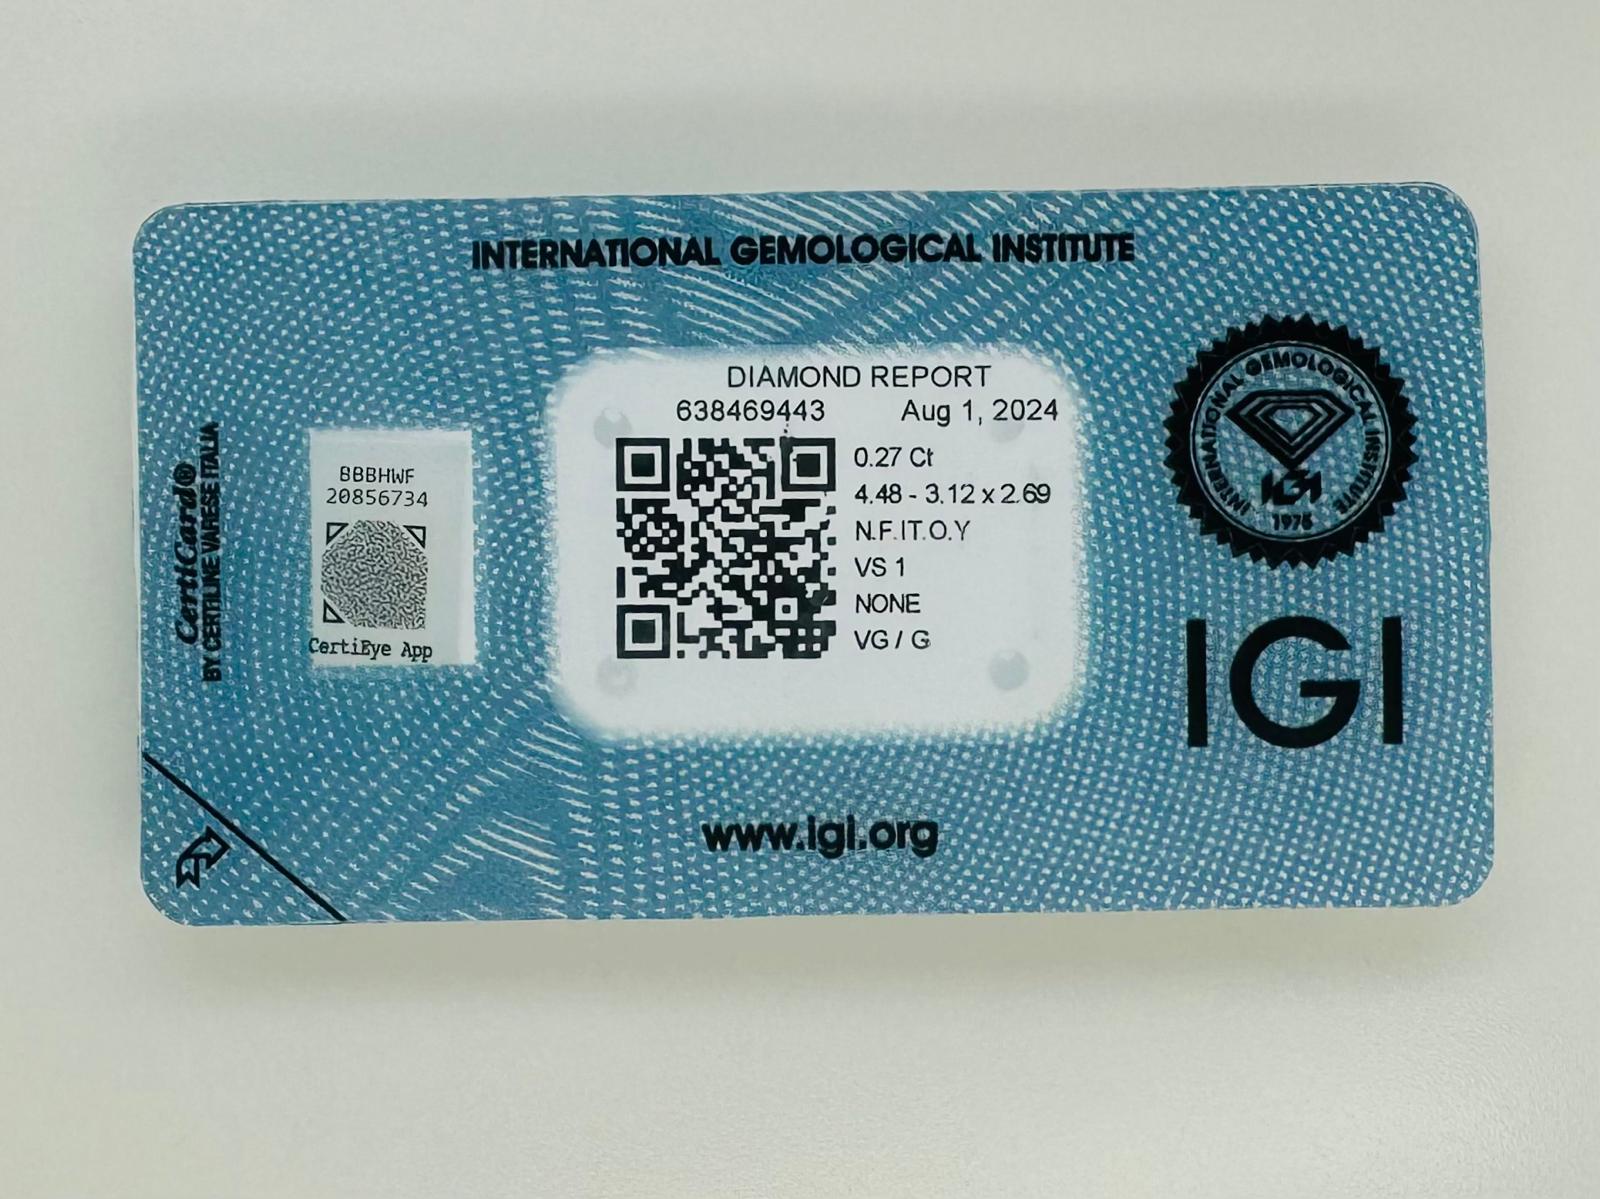 INTERNATIONAL GEMOLOGICAL INSTITUTE
CertiCard®
BY CERTILINE VARESE ITALIA
BBBHWF
20856734
CertiEye App
DIAMOND REPORT
638469443 Aug 1, 2024
0.27 Ct
4.48 - 3.12 x 2.69
N.F.IT.O.Y
VS 1
NONE
VG / G
INTERNATIONAL GEMOLOGICAL INSTITUTE
IGI
1975
IGI
www.igi.org